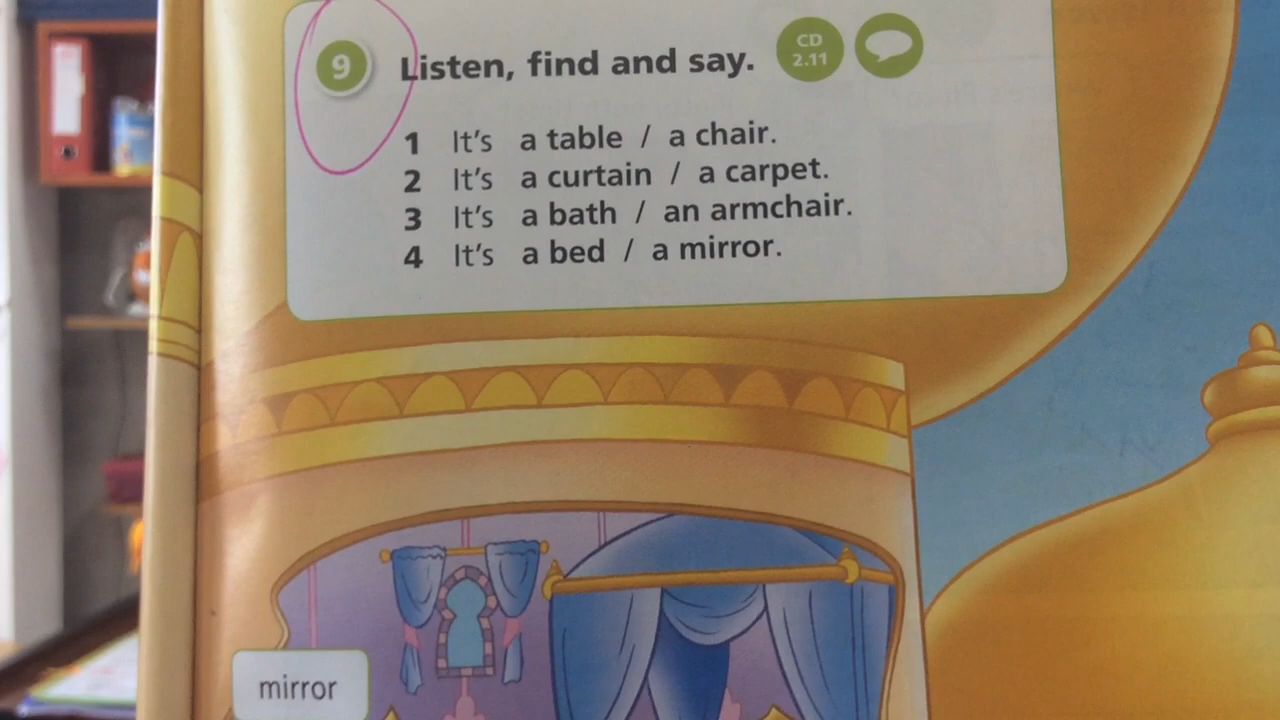 9 Listen, find and say. CD 2.11
1 It's a table / a chair.
2 It's a curtain / a carpet.
3 It's a bath / an armchair.
4 It's a bed / a mirror.
mirror